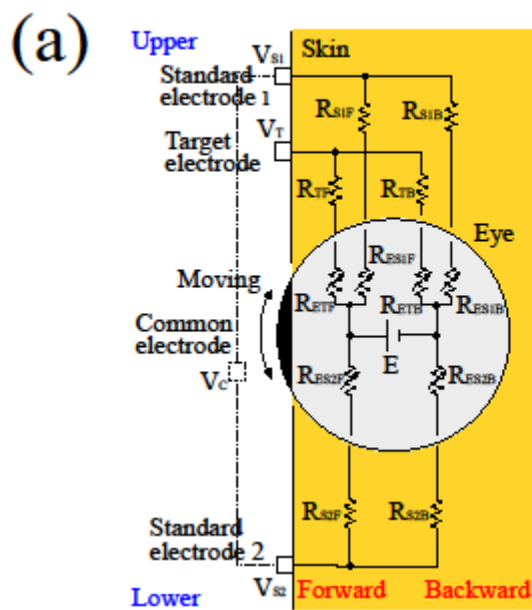 (a)
Upper
VS1
Skin
Standard
electrode 1
RS1F
RS1B
Target
electrode
VT
RTF
RTB
Eye
RES1F
Moving
RETF
RETB
RES1B
Common
electrode
E
VC
RES2F
RES2B
RS2F
RS2B
Standard
electrode 2
VS2
Forward
Backward
Lower